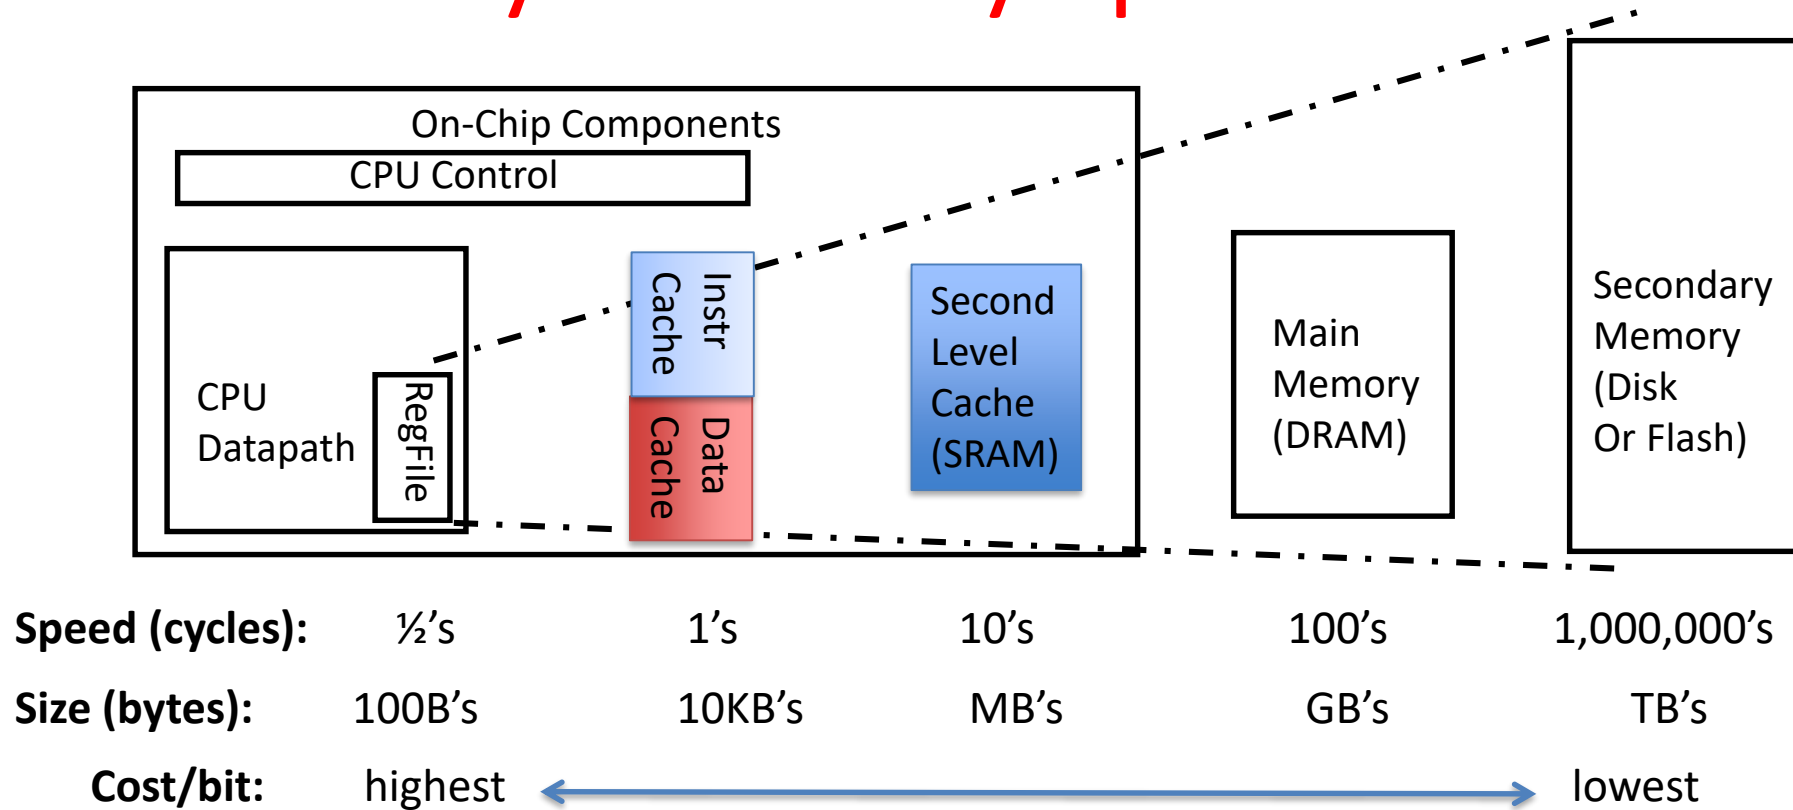 On-Chip Components
CPU Control
CPU
Datapath
RegFile
Instr
Cache
Data
Cache
Second
Level
Cache
(SRAM)
Main
Memory
(DRAM)
Secondary
Memory
(Disk
Or Flash)
Speed (cycles): ½’s 1’s 10’s 100’s 1,000,000’s
Size (bytes): 100B’s 10KB’s MB’s GB’s TB’s
Cost/bit: highest lowest